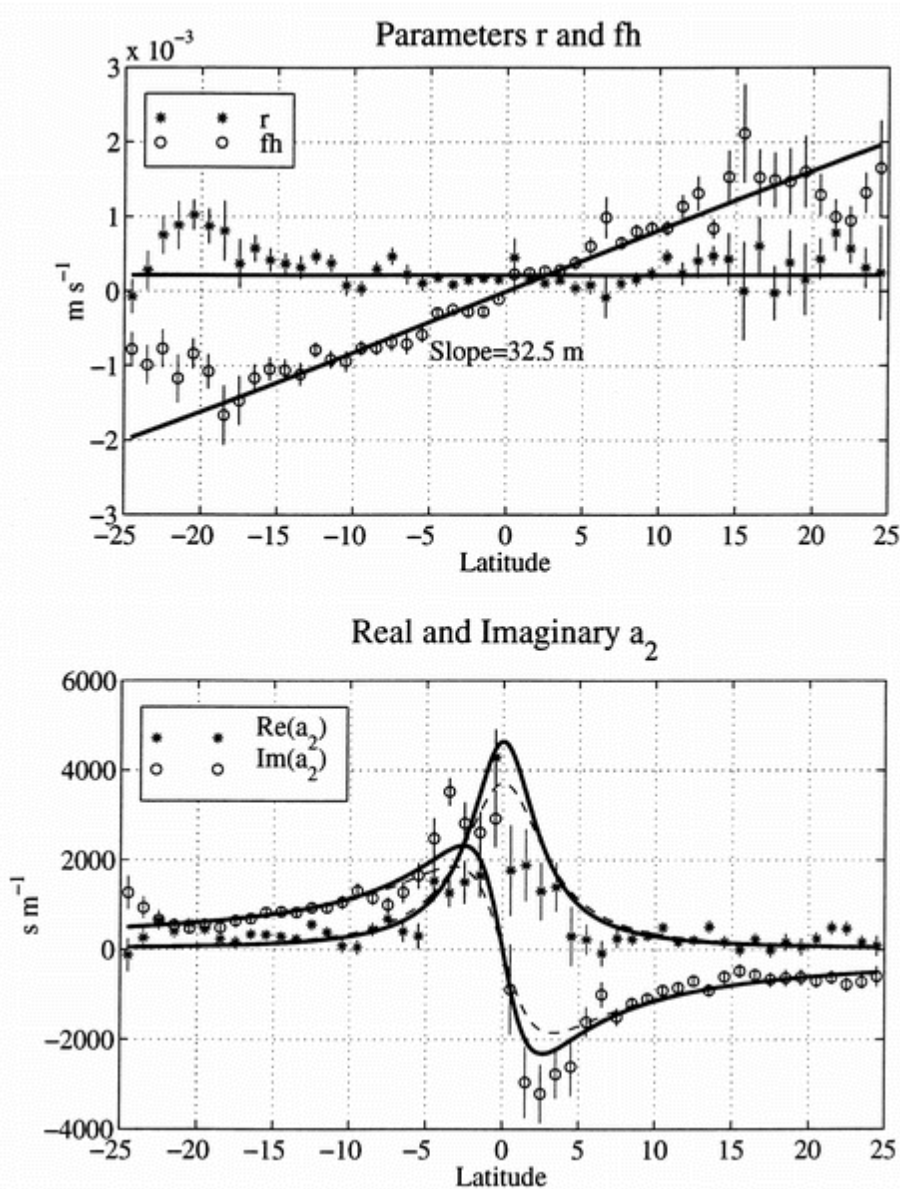 Parameters r and fh
x 10⁻³
3
2
1
0
−1
−2
−3
m s⁻¹
r
fh
Slope=32.5 m
−25 −20 −15 −10 −5 0 5 10 15 20 25
Latitude
Real and Imaginary a₂
6000
4000
2000
0
−2000
−4000
s m⁻¹
Re(a₂)
Im(a₂)
−25 −20 −15 −10 −5 0 5 10 15 20 25
Latitude